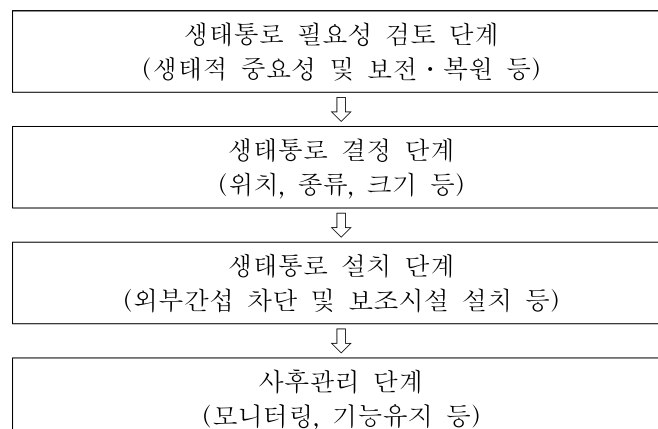 생태통로 필요성 검토 단계
(생태적 중요성 및 보전·복원 등)
생태통로 결정 단계
(위치, 종류, 크기 등)
생태통로 설치 단계
(외부간섭 차단 및 보조시설 설치 등)
사후관리 단계
(모니터링, 기능유지 등)